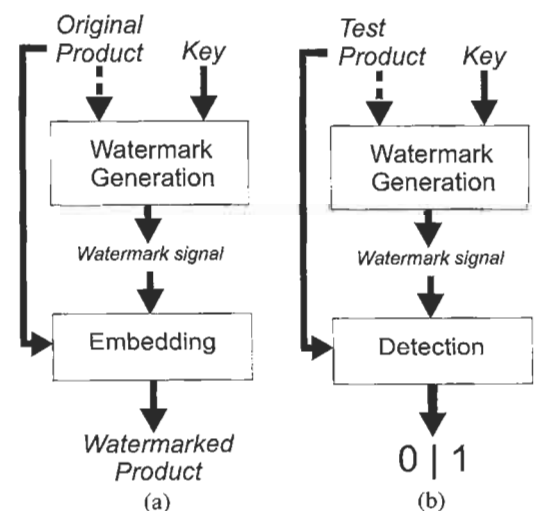 Original
Product
Key
Watermark
Generation
Watermark signal
Embedding
Watermarked
Product
(a)
Test
Product
Key
Watermark
Generation
Watermark signal
Detection
0 | 1
(b)